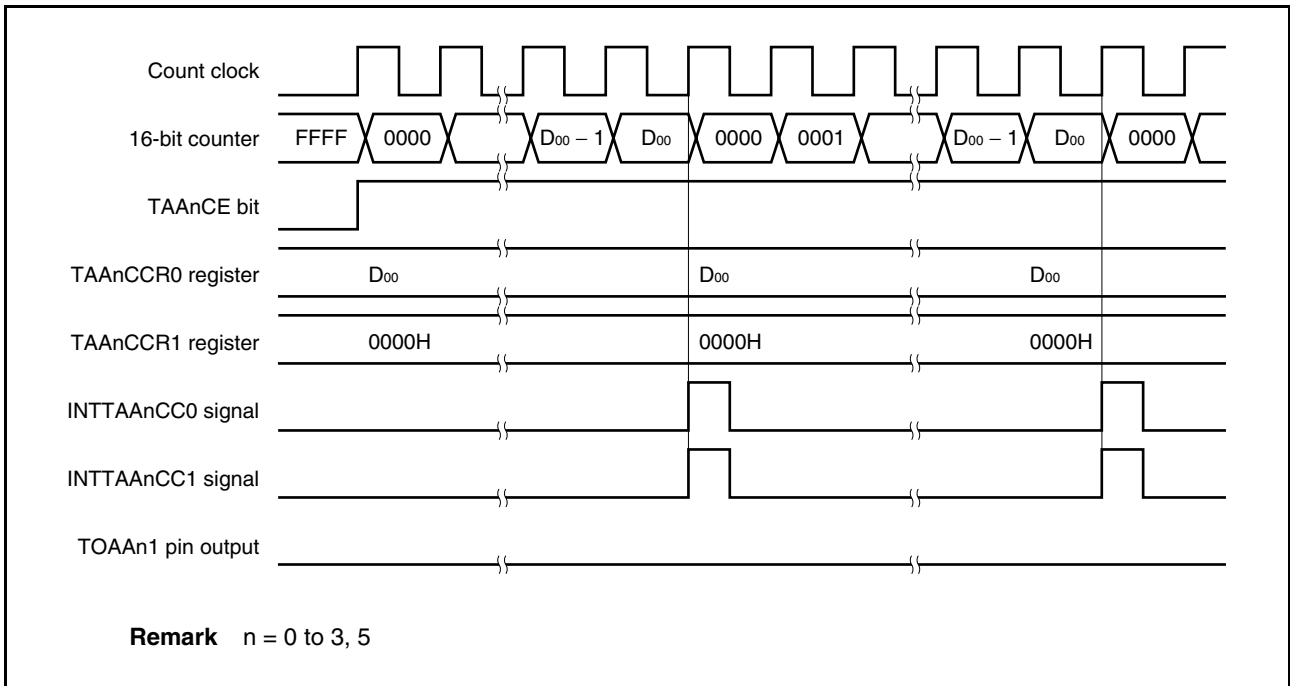 Count clock
16-bit counter FFFF 0000 D00 − 1 D00 0000 0001 D00 − 1 D00 0000
TAAnCE bit
TAAnCCR0 register D00 D00 D00
TAAnCCR1 register 0000H 0000H 0000H
INTTAAnCC0 signal
INTTAAnCC1 signal
TOAAn1 pin output
Remark n = 0 to 3, 5